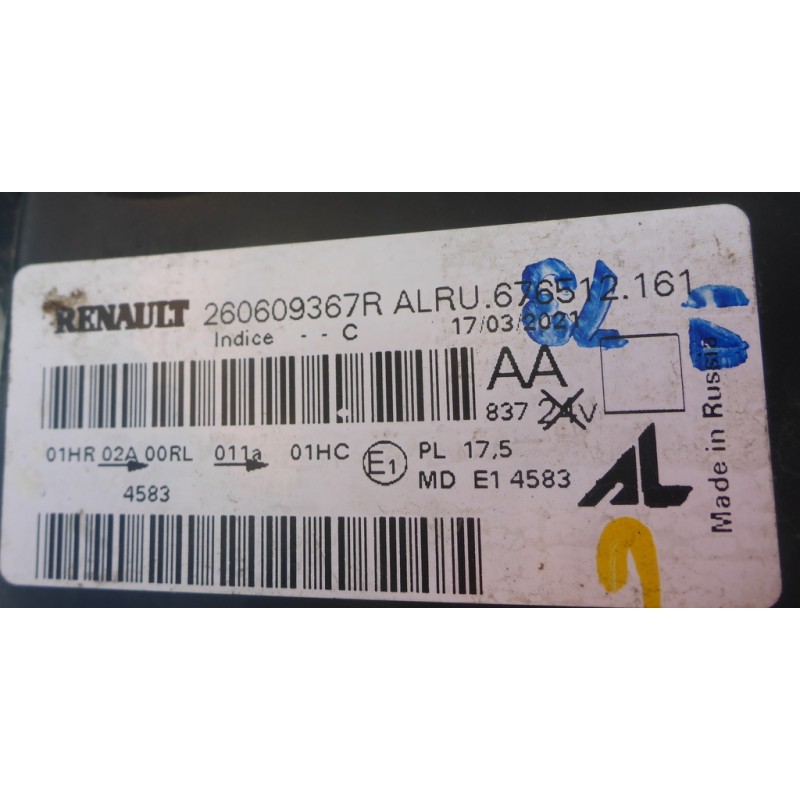 RENAULT 260609367R ALRU.676512.161
Indice - - C 17/03/2021
AA
837 24V
01HR 02A 00RL 011a 01HC E1 PL 17,5
4583 MD E1 4583
AL
Made in Russia